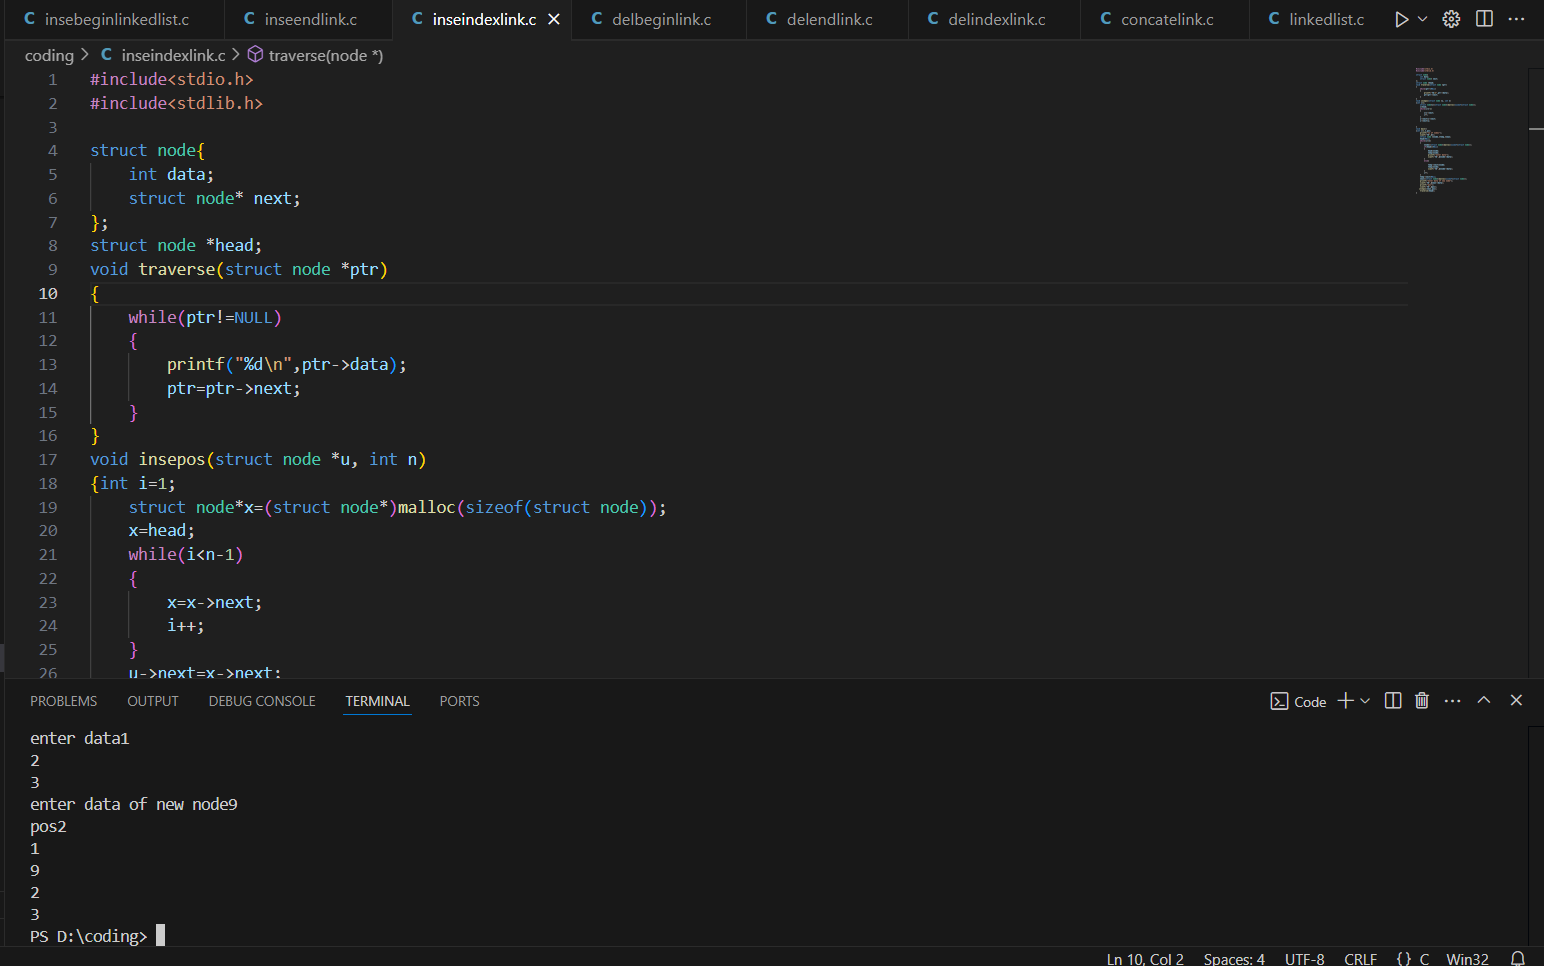 C insebeginlinkedlist.c C inseendlink.c C inseindexlink.c C delbeginlink.c C delendlink.c C delindexlink.c C concatelink.c C linkedlist.c
coding > C inseindexlink.c > traverse(node *)
1 #include<stdio.h>
2 #include<stdlib.h>
3
4 struct node{
5 int data;
6 struct node* next;
7 };
8 struct node *head;
9 void traverse(struct node *ptr)
10 {
11 while(ptr!=NULL)
12 {
13 printf("%d\n",ptr->data);
14 ptr=ptr->next;
15 }
16 }
17 void insepos(struct node *u, int n)
18 {int i=1;
19 struct node*x=(struct node*)malloc(sizeof(struct node));
20 x=head;
21 while(i<n-1)
22 {
23 x=x->next;
24 i++;
25 }
26 u->next=x->next;
PROBLEMS OUTPUT DEBUG CONSOLE TERMINAL PORTS Code
enter data1
2
3
enter data of new node9
pos2
1
9
2
3
PS D:\coding>
Ln 10, Col 2 Spaces: 4 UTF-8 CRLF {} C Win32